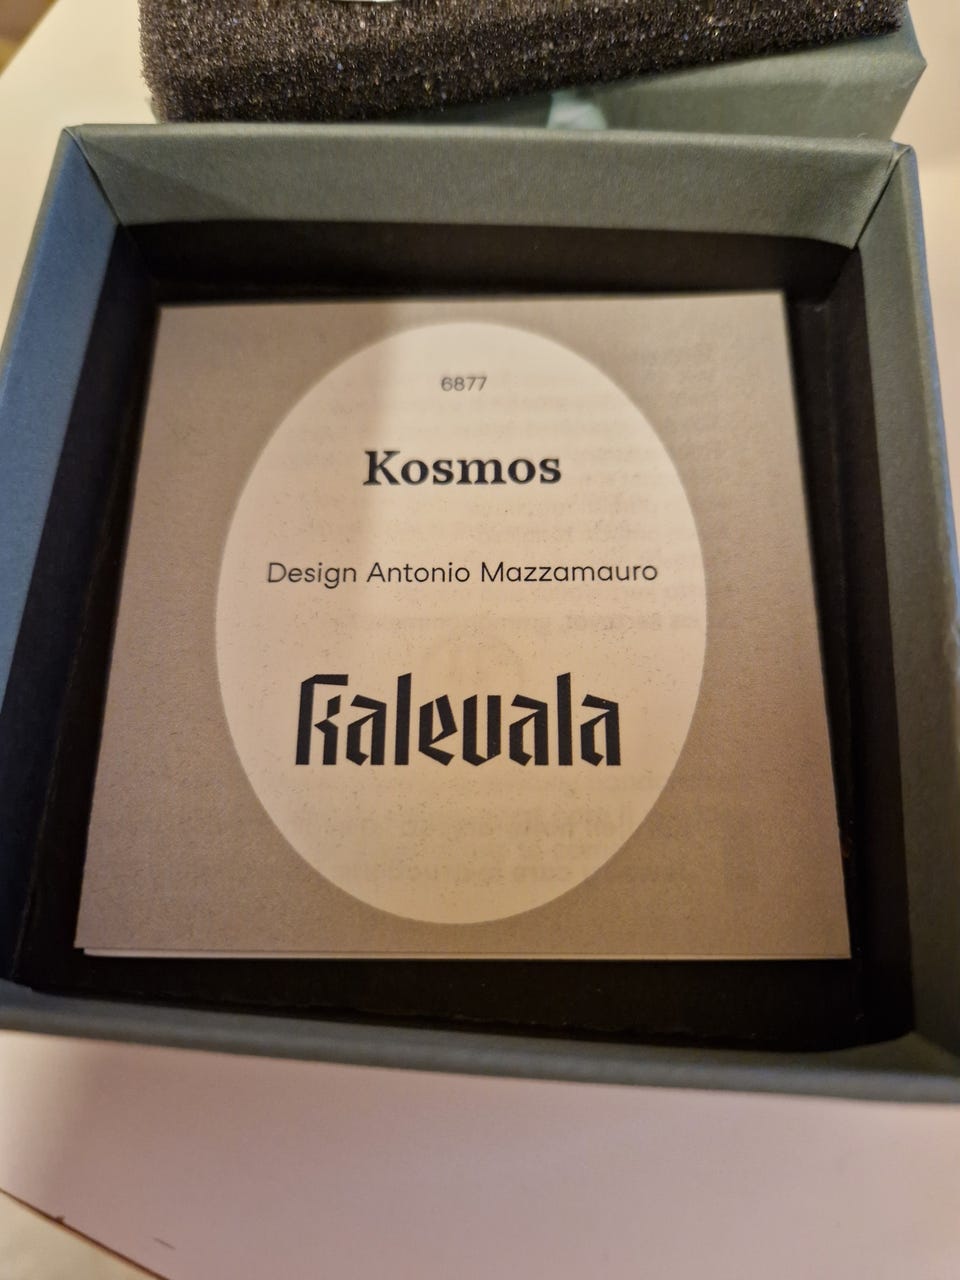 6877
Kosmos
Design Antonio Mazzamauro
Kalevala